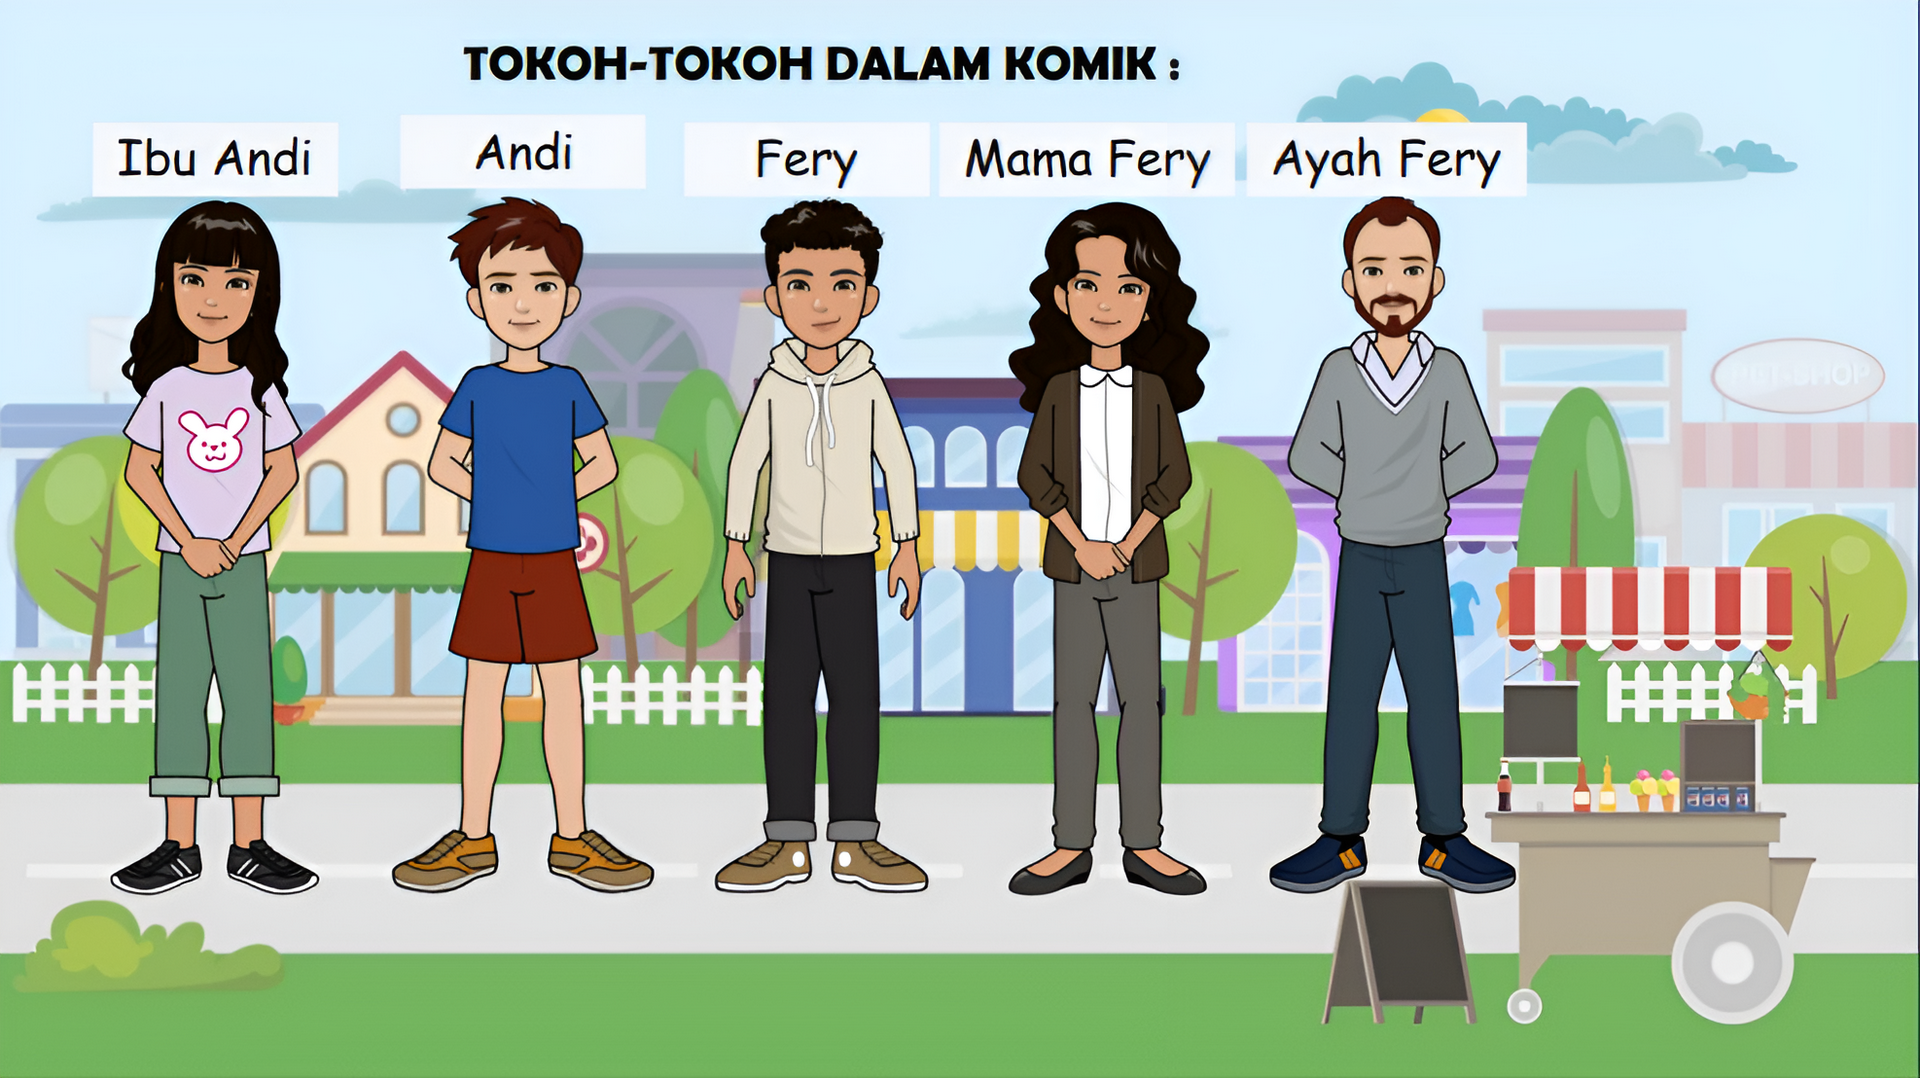 TOKOH-TOKOH DALAM KOMIK :
Ibu Andi
Andi
Fery
Mama Fery
Ayah Fery